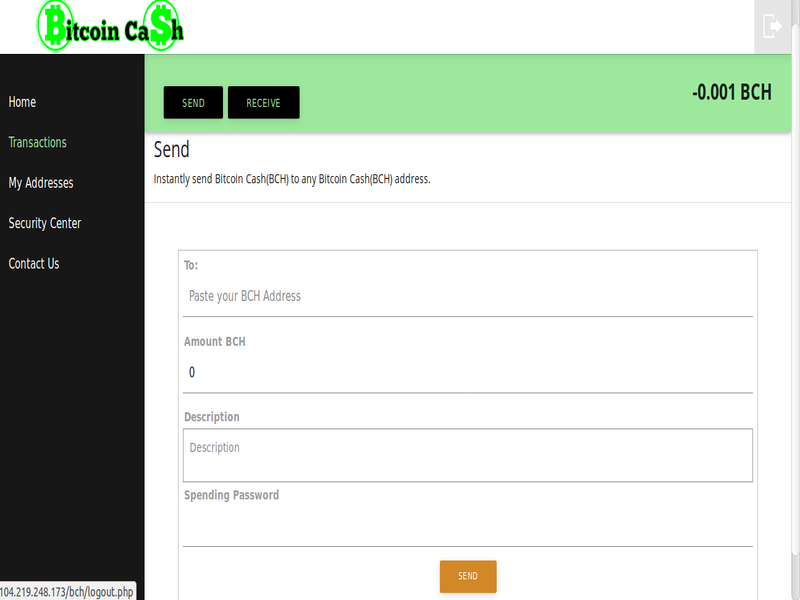 Bitcoin Ca$h
SEND
RECEIVE
-0.001 BCH
Home
Transactions
My Addresses
Security Center
Contact Us
Send
Instantly send Bitcoin Cash(BCH) to any Bitcoin Cash(BCH) address.
To:
Paste your BCH Address
Amount BCH
0
Description
Description
Spending Password
SEND
104.219.248.173/bch/logout.php